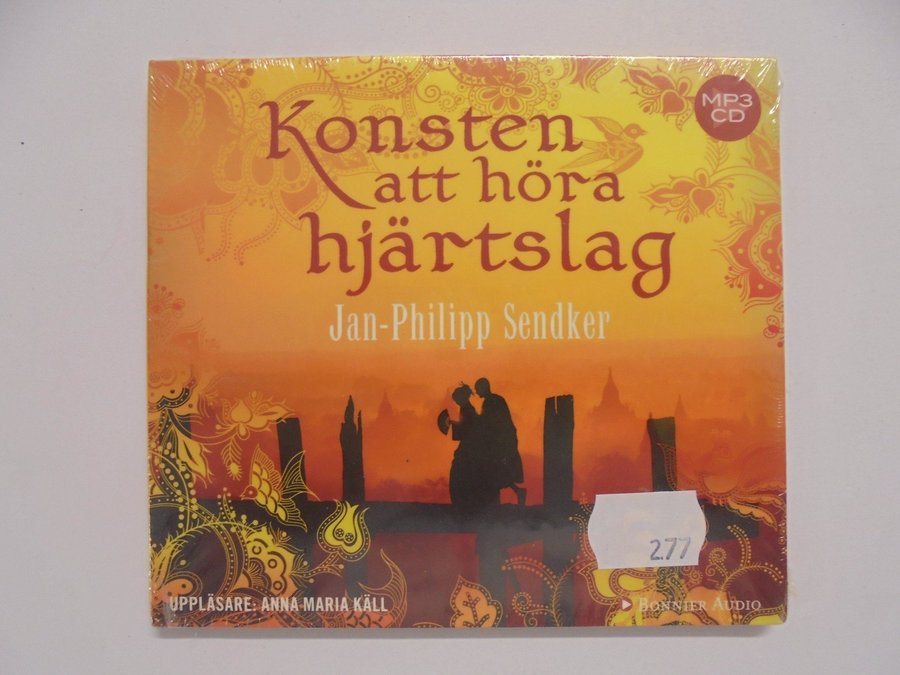 MP3
CD
Konsten
att höra
hjärtslag
Jan-Philipp Sendker
277
UPPLÄSARE: ANNA MARIA KÄLL
BONNIER AUDIO